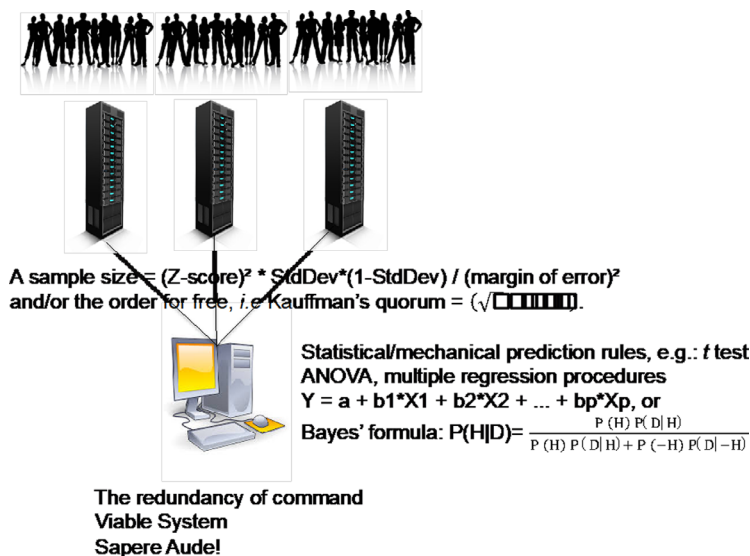 A sample size = (Z-score)² * StdDev*(1-StdDev) / (margin of error)²
and/or the order for free, i.e Kauffman's quorum = (√).
Statistical/mechanical prediction rules, e.g.: t test
ANOVA, multiple regression procedures
Y = a + b1*X1 + b2*X2 + ... + bp*Xp, or
Bayes' formula: P(H|D)= P (H) P( D| H) / P (H) P ( D| H) + P (−H) P( D| −H)
The redundancy of command
Viable System
Sapere Aude!